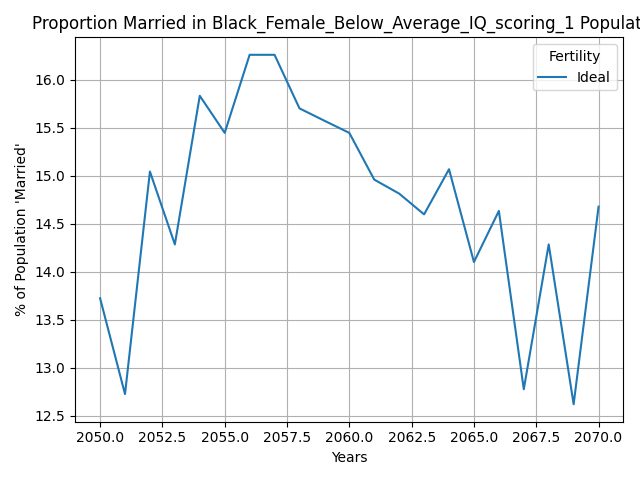 Proportion Married in Black_Female_Below_Average_IQ_scoring_1 Populat
Fertility
Ideal
% of Population 'Married'
16.0
15.5
15.0
14.5
14.0
13.5
13.0
12.5
2050.0 2052.5 2055.0 2057.5 2060.0 2062.5 2065.0 2067.5 2070.0
Years